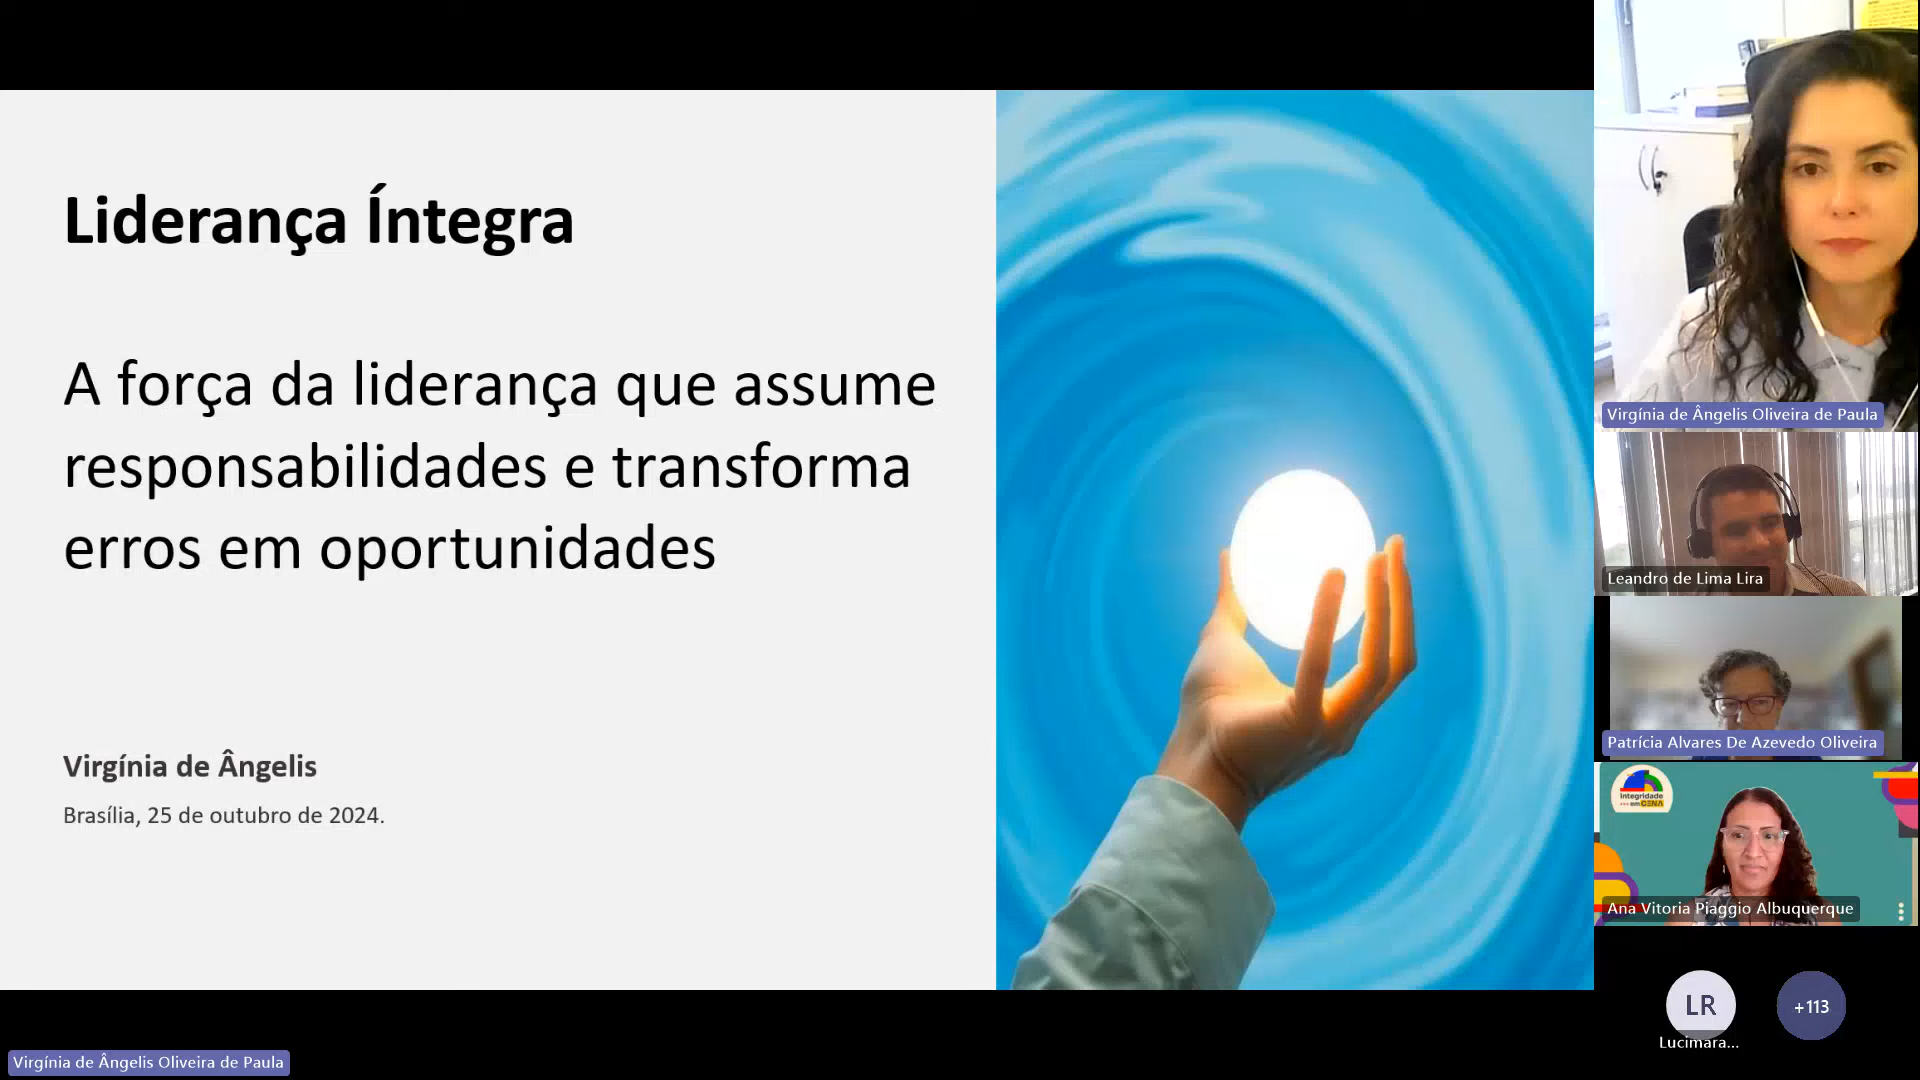 Liderança Íntegra
A força da liderança que assume
responsabilidades e transforma
erros em oportunidades
Virgínia de Ângelis
Brasília, 25 de outubro de 2024.
Virgínia de Ângelis Oliveira de Paula
Virgínia de Ângelis Oliveira de Paula
Leandro de Lima Lira
Patrícia Alvares De Azevedo Oliveira
Integridade
em CENA
Ana Vitoria Piaggio Albuquerque
LR
+113
Lucimara...